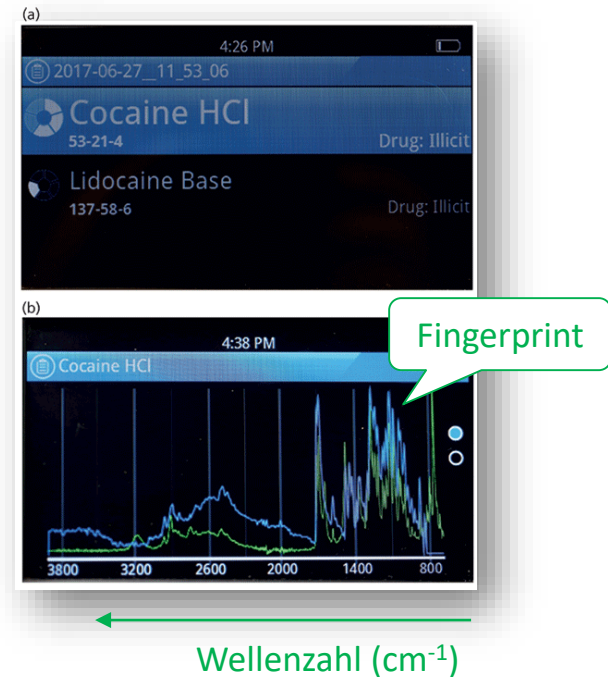 (a)
4:26 PM
2017-06-27__11_53_06
Cocaine HCl
53-21-4
Drug: Illicit
Lidocaine Base
137-58-6
Drug: Illicit
(b)
4:38 PM
Fingerprint
Cocaine HCl
3800 3200 2600 2000 1400 800
Wellenzahl (cm⁻¹)